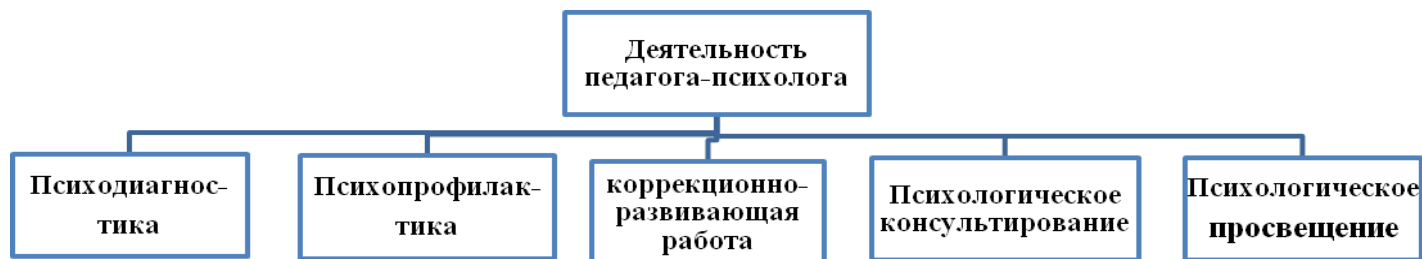 Деятельность
педагога-психолога
Психодиагнос-
тика
Психопрофилак-
тика
коррекционно-
развивающая
работа
Психологическое
консультирование
Психологическое
просвещение